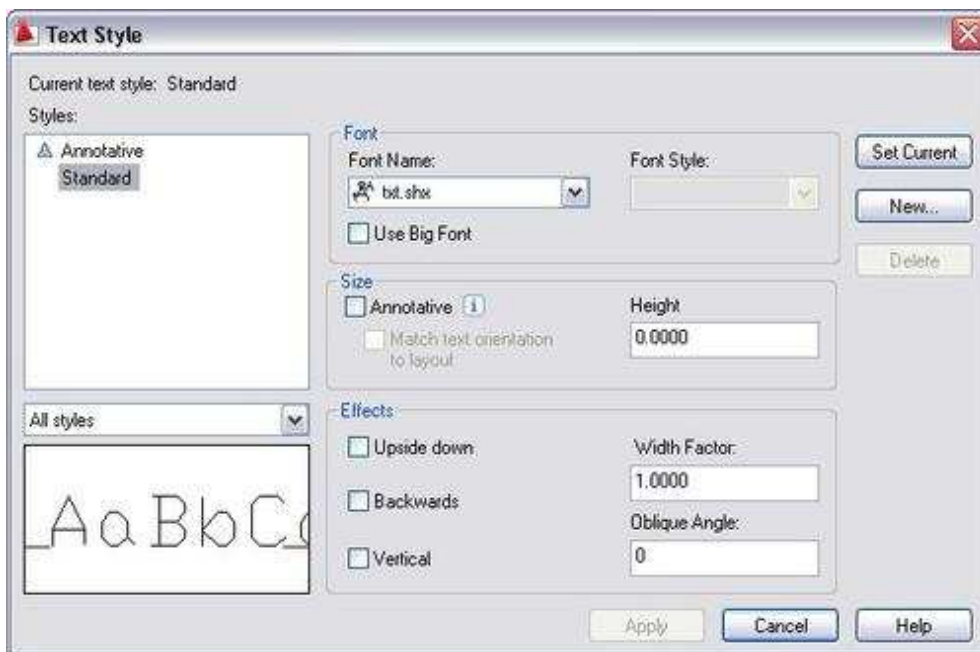 Text Style
Current text style: Standard
Styles:
Annotative
Standard
All styles
AaBbC
Font
Font Name:
txt.shx
Use Big Font
Font Style:
Size
Annotative
Match text orientation
to layout
Height
0.0000
Effects
Upside down
Backwards
Vertical
Width Factor:
1.0000
Oblique Angle:
0
Set Current
New...
Delete
Apply
Cancel
Help